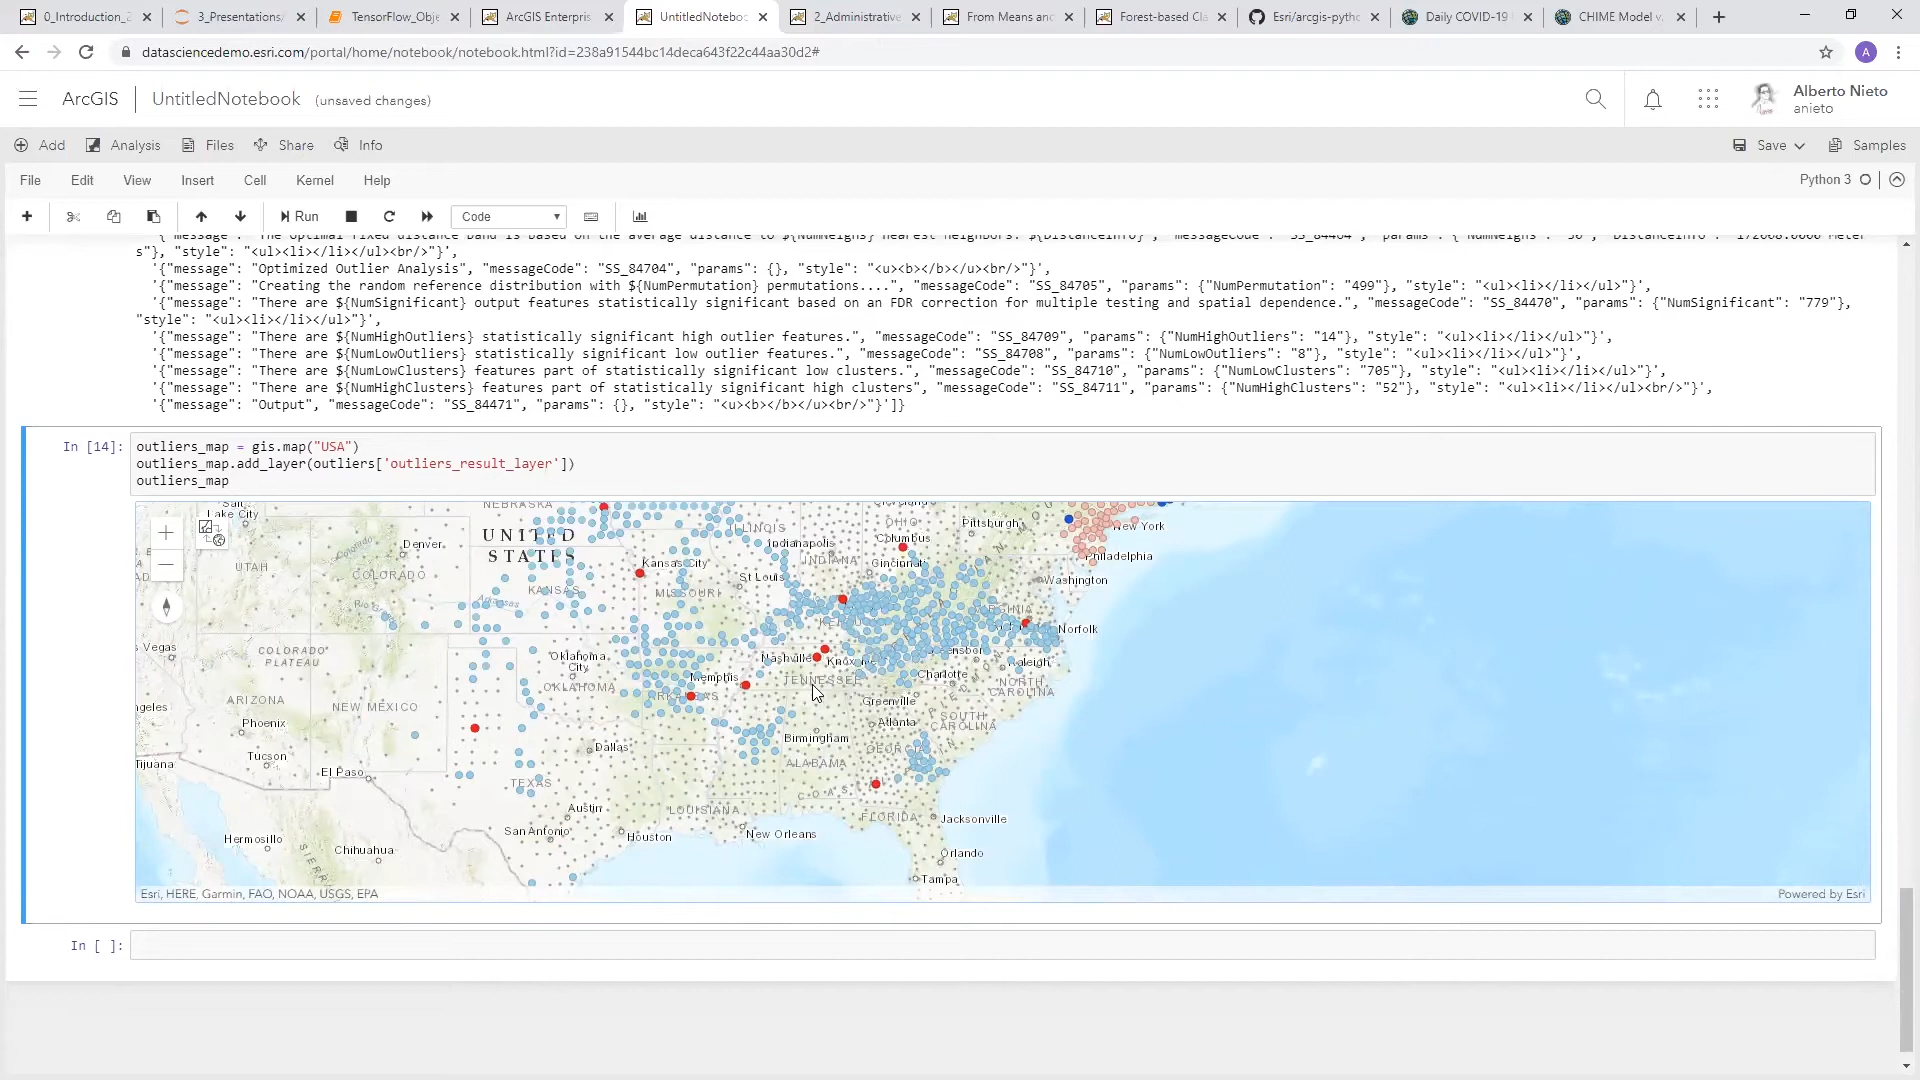 0_Introduction_2
3_Presentations/
TensorFlow_Obje
ArcGIS Enterpris
UntitledNoteboo
2_Administrative
From Means and
Forest-based Cla
Esri/arcgis-pytho
Daily COVID-19
CHIME Model v.
datasciencedemo.esri.com/portal/home/notebook/notebook.html?id=238a91544bc14deca643f22c44aa30d2#
A
ArcGIS
UntitledNotebook
(unsaved changes)
Alberto Nieto
anieto
Add
Analysis
Files
Share
Info
Save
Samples
File
Edit
View
Insert
Cell
Kernel
Help
Python 3
Run
Code
s"}, "style": "<ul><li></li></ul><br/>"}',
'{"message": "Optimized Outlier Analysis", "messageCode": "SS_84704", "params": {}, "style": "<u><b></b></u><br/>"}',
'{"message": "Creating the random reference distribution with ${NumPermutation} permutations....", "messageCode": "SS_84705", "params": {"NumPermutation": "499"}, "style": "<ul><li></li></ul>"}',
'{"message": "There are ${NumSignificant} output features statistically significant based on an FDR correction for multiple testing and spatial dependence.", "messageCode": "SS_84470", "params": {"NumSignificant": "779"},
"style": "<ul><li></li></ul>"}',
'{"message": "There are ${NumHighOutliers} statistically significant high outlier features.", "messageCode": "SS_84709", "params": {"NumHighOutliers": "14"}, "style": "<ul><li></li></ul>"}',
'{"message": "There are ${NumLowOutliers} statistically significant low outlier features.", "messageCode": "SS_84708", "params": {"NumLowOutliers": "8"}, "style": "<ul><li></li></ul>"}',
'{"message": "There are ${NumLowClusters} features part of statistically significant low clusters.", "messageCode": "SS_84710", "params": {"NumLowClusters": "705"}, "style": "<ul><li></li></ul>"}',
'{"message": "There are ${NumHighClusters} features part of statistically significant high clusters", "messageCode": "SS_84711", "params": {"NumHighClusters": "52"}, "style": "<ul><li></li></ul><br/>"}',
'{"message": "Output", "messageCode": "SS_84471", "params": {}, "style": "<u><b></b></u><br/>"}']}
In [14]:
outliers_map = gis.map("USA")
outliers_map.add_layer(outliers['outliers_result_layer'])
outliers_map
NEBRASKA
Lake City
UNITED
STATES
ILLINOIS
OHIO
Pittsburgh
New York
Denver
Indianapolis
Columbus
Philadelphia
UTAH
COLORADO
Kansas City
INDIANA
Cincinnati
St Louis
Washington
KANSAS
MISSOURI
Arkansas
VIRGINIA
Norfolk
s Vegas
COLORADO
PLATEAU
Oklahoma
City
Nashville
Raleigh
Memphis
TENNESSEE
Charlotte
OKLAHOMA
ARKANSAS
NORTH
CAROLINA
ARIZONA
NEW MEXICO
Greenville
ngeles
Phoenix
Atlanta
SOUTH
CAROLINA
Birmingham
Dallas
GEORGIA
Tucson
Tijuana
ALABAMA
El Paso
TEXAS
Austin
LOUISIANA
FLORIDA
Jacksonville
San Antonio
Houston
New Orleans
Hermosillo
Chihuahua
Orlando
Tampa
Esri, HERE, Garmin, FAO, NOAA, USGS, EPA
Powered by Esri
In [ ]: